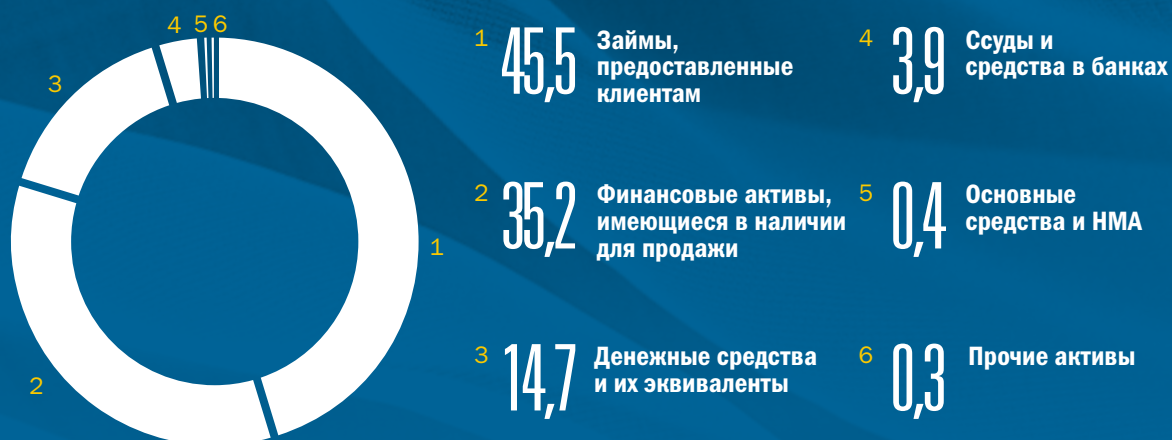 4 5 6
3
2
1
1 45,5 Займы,
предоставленные
клиентам
2 35,2 Финансовые активы,
имеющиеся в наличии
для продажи
3 14,7 Денежные средства
и их эквиваленты
4 3,9 Ссуды и
средства в банках
5 0,4 Основные
средства и НМА
6 0,3 Прочие активы